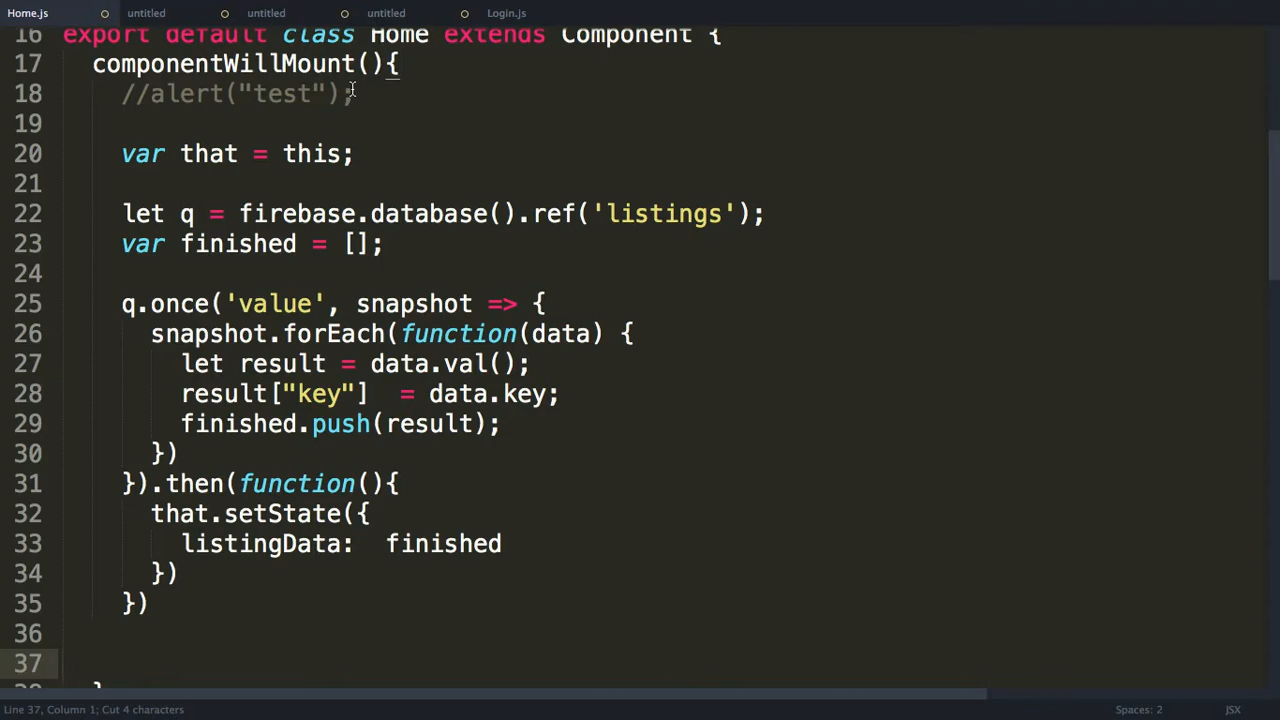 Home.js untitled untitled untitled Login.js
16 export default class Home extends Component {
17 componentWillMount(){
18 //alert("test");
19
20 var that = this;
21
22 let q = firebase.database().ref('listings');
23 var finished = [];
24
25 q.once('value', snapshot => {
26 snapshot.forEach(function(data) {
27 let result = data.val();
28 result["key"]  = data.key;
29 finished.push(result);
30 })
31 }).then(function(){
32 that.setState({
33 listingData:  finished
34 })
35 })
36
37
38 }
Line 37, Column 1; Cut 4 characters Spaces: 2 JSX